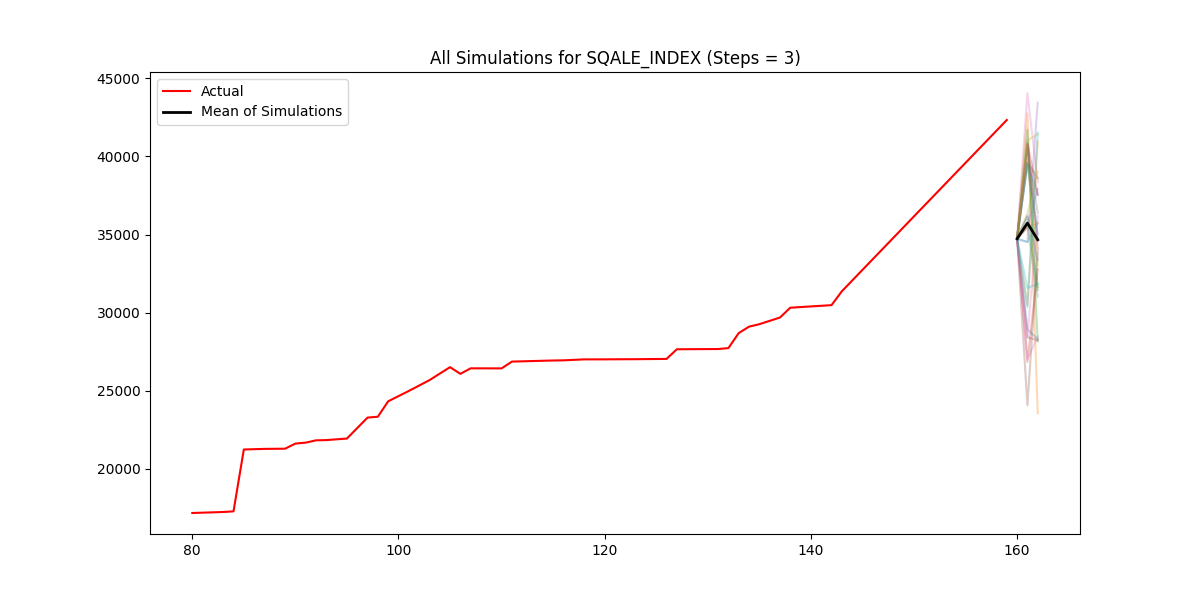 All Simulations for SQALE_INDEX (Steps = 3)
45000
Actual
Mean of Simulations
40000
35000
30000
25000
20000
80 100 120 140 160